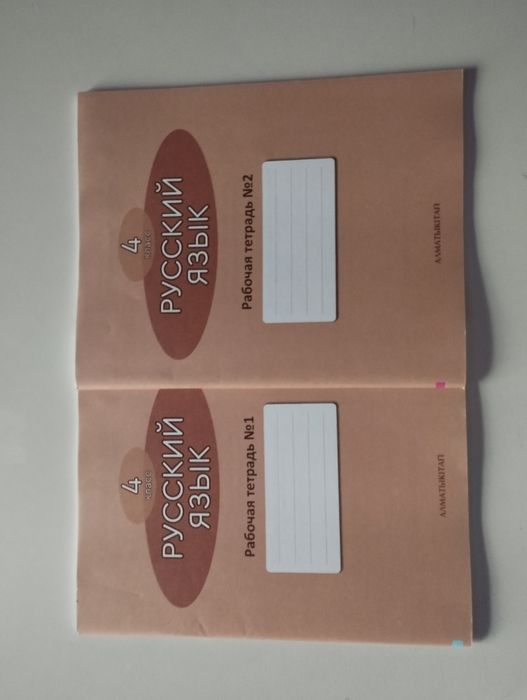 4
класс
РУССКИЙ
ЯЗЫК
Рабочая тетрадь №1
АЛМАТЫКІТАП
4
класс
РУССКИЙ
ЯЗЫК
Рабочая тетрадь №2
АЛМАТЫКІТАП